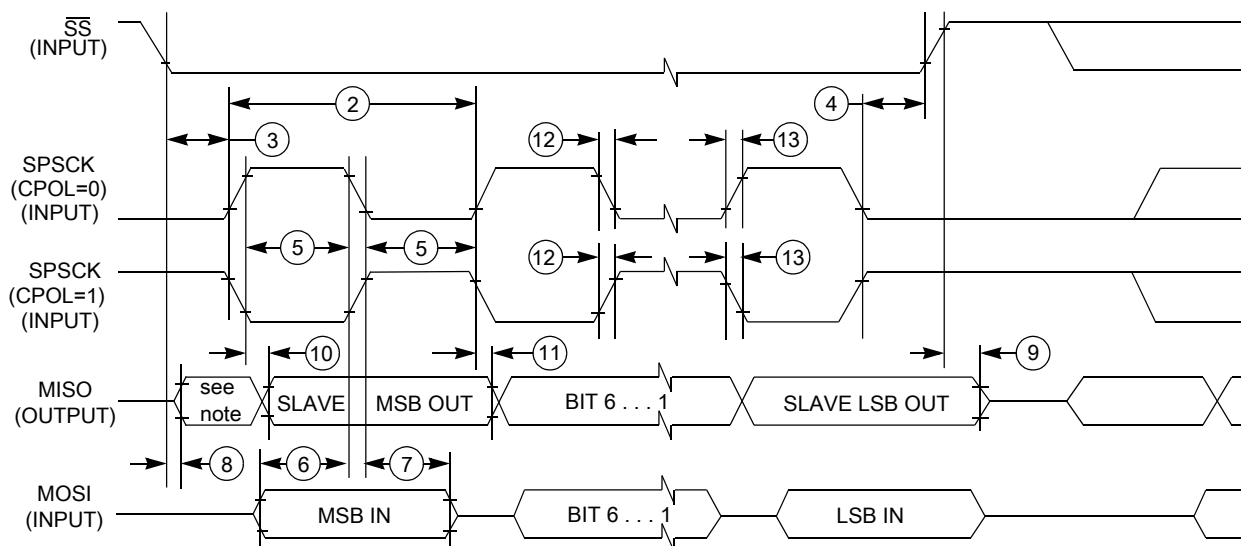 SS
(INPUT)
2
4
3
12
13
SPSCK
(CPOL=0)
(INPUT)
5
5
SPSCK
(CPOL=1)
(INPUT)
12
13
10
11
9
MISO
(OUTPUT)
see
note
SLAVE
MSB OUT
BIT 6 . . . 1
SLAVE LSB OUT
8
6
7
MOSI
(INPUT)
MSB IN
BIT 6 . . . 1
LSB IN